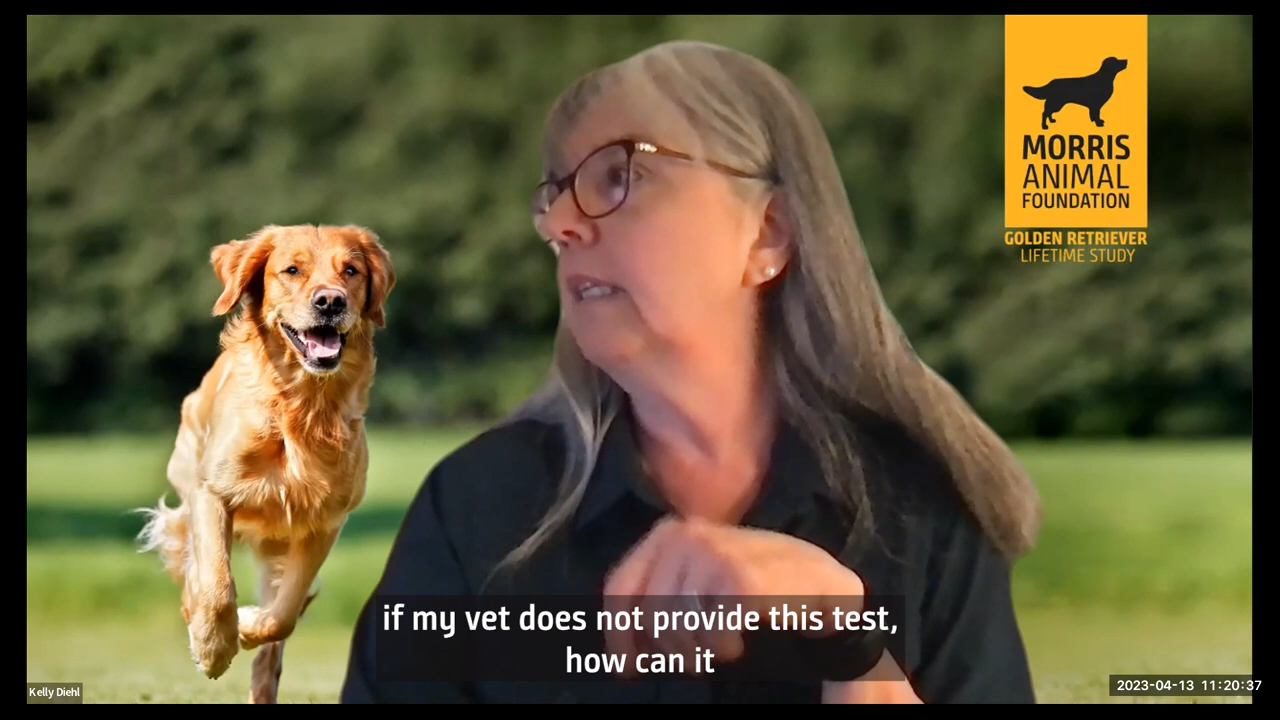 MORRIS
ANIMAL
FOUNDATION
GOLDEN RETRIEVER
LIFETIME STUDY
if my vet does not provide this test,
how can it
Kelly Diehl
2023-04-13 11:20:37